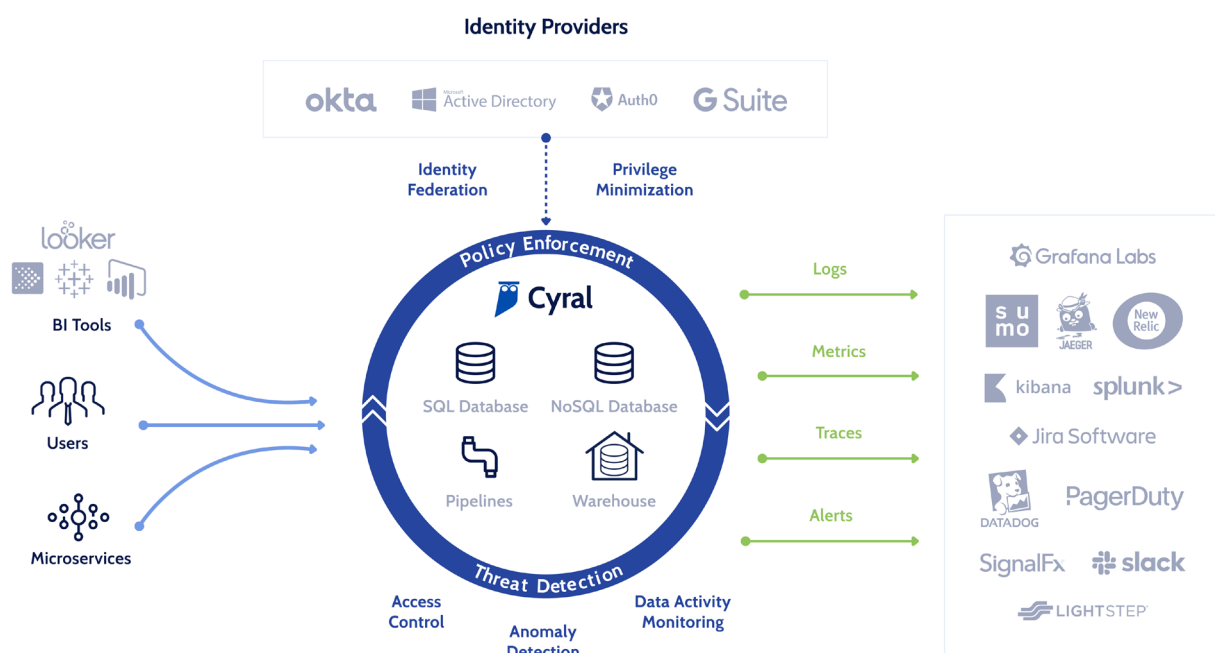 Identity Providers
okta
Microsoft
Active Directory
Auth0
G Suite
Identity
Federation
Privilege
Minimization
looker
BI Tools
Users
Microservices
Policy Enforcement
Cyral
SQL Database
NoSQL Database
Pipelines
Warehouse
Threat Detection
Access
Control
Anomaly
Detection
Data Activity
Monitoring
Logs
Metrics
Traces
Alerts
Grafana Labs
su
mo
JAEGER
New
Relic
kibana
splunk>
Jira Software
DATADOG
PagerDuty
SignalFx
slack
LIGHTSTEP